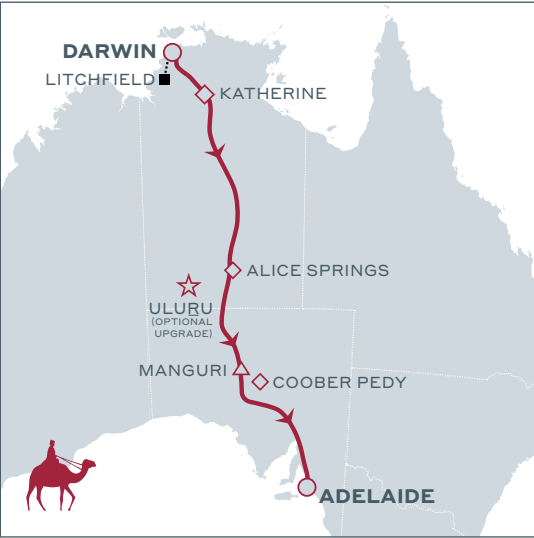 DARWIN
LITCHFIELD
KATHERINE
ALICE SPRINGS
ULURU
(OPTIONAL
UPGRADE)
MANGURI
COOBER PEDY
ADELAIDE